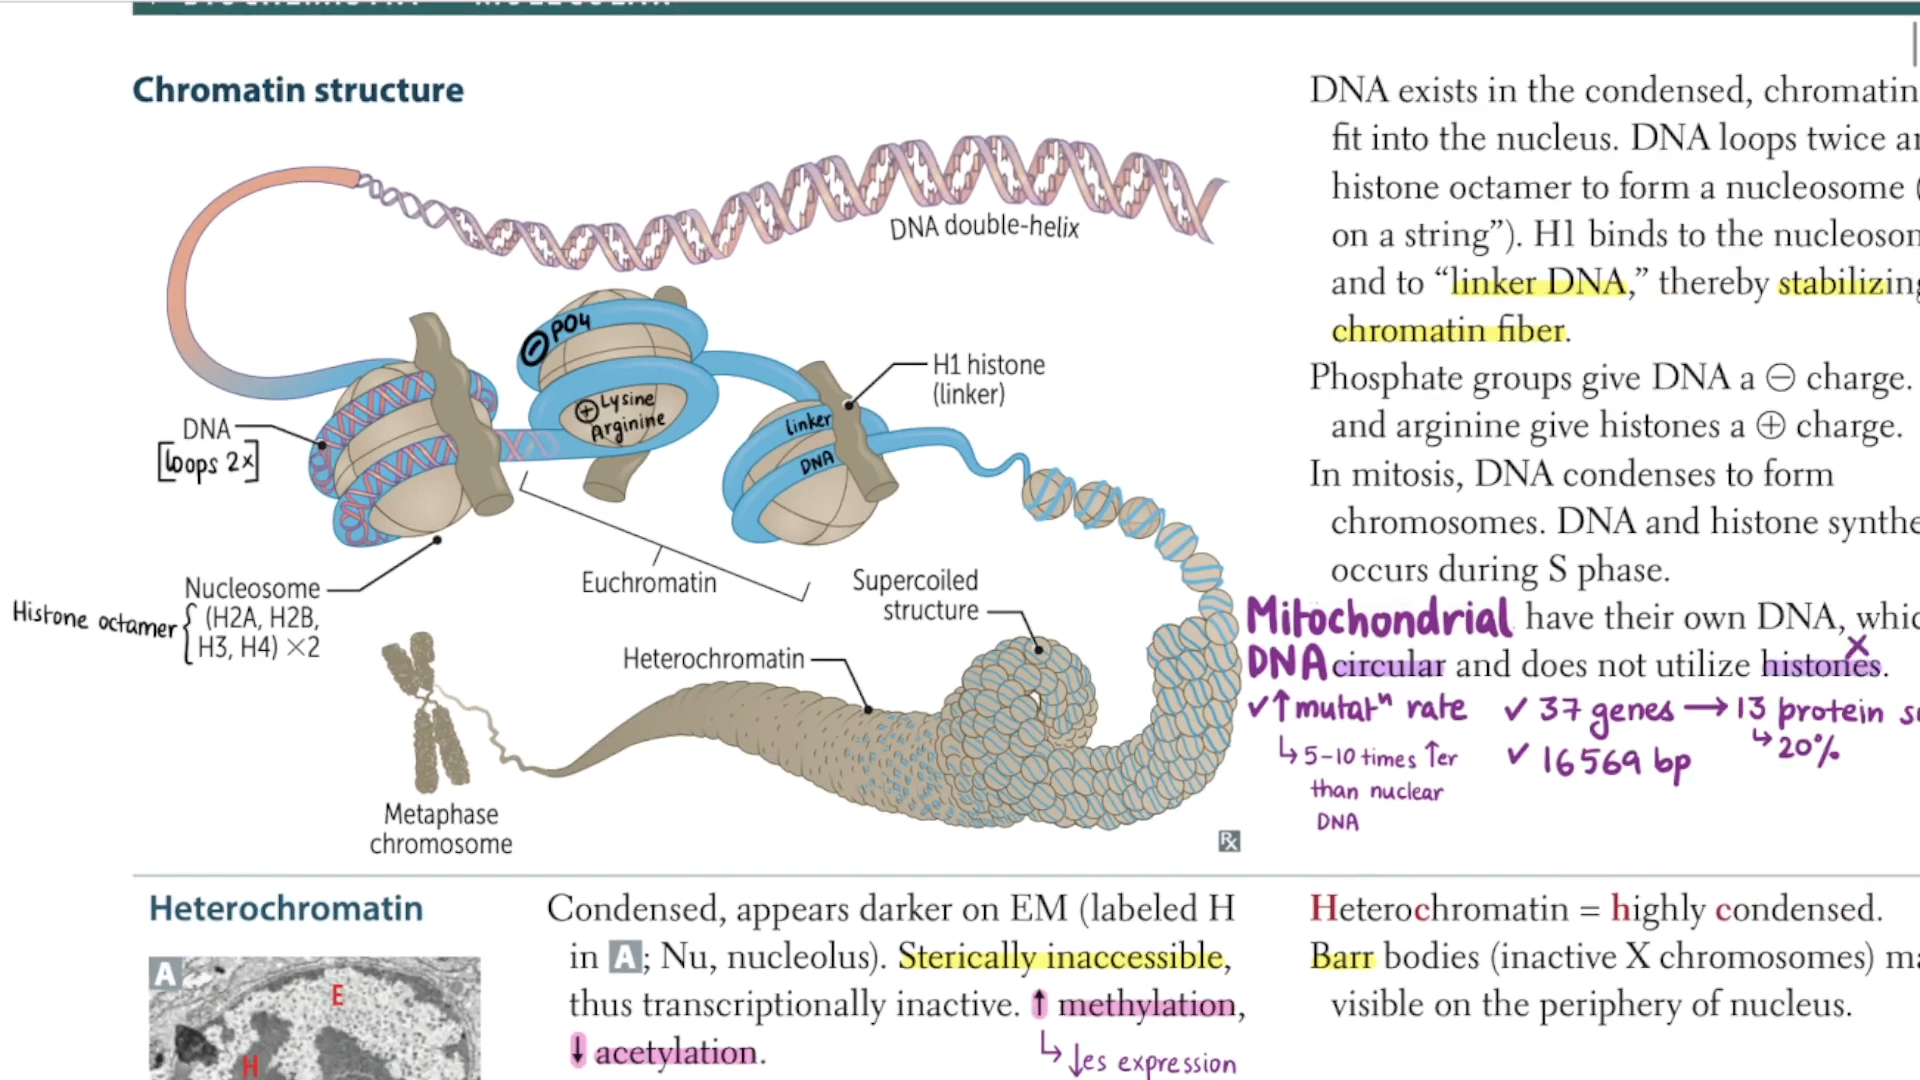 Chromatin structure
DNA double-helix
PO4
Lysine
Arginine
H1 histone
(linker)
linker
DNA
DNA
[loops 2x]
Nucleosome
Histone octamer { (H2A, H2B,
H3, H4) ×2
Euchromatin
Supercoiled
structure
Heterochromatin
Metaphase
chromosome
Rx
DNA exists in the condensed, chromatin
fit into the nucleus. DNA loops twice
histone octamer to form a nucleosome (
on a string”). H1 binds to the
and to “linker DNA,” thereby stabilizing
chromatin fiber.
Phosphate groups give DNA a ⊖ charge.
and arginine give histones a ⊕ charge.
In mitosis, DNA condenses to form
chromosomes. DNA and histone
occurs during S phase.
Mitochondrial have their own DNA,
DNA circular and does not utilize histones. x
✓ ↑ mutatⁿ rate ✓ 37 genes → 13 protein
↳ 5-10 times ↑er
than nuclear
DNA
✓ 16569 bp
↳ 20%
Heterochromatin
A
E
H
Condensed, appears darker on EM (labeled H
in A; Nu, nucleolus). Sterically inaccessible,
thus transcriptionally inactive. ↑ methylation,
↓ acetylation.
↳ ↓es expression
Heterochromatin = highly condensed.
Barr bodies (inactive X chromosomes)
visible on the periphery of nucleus.